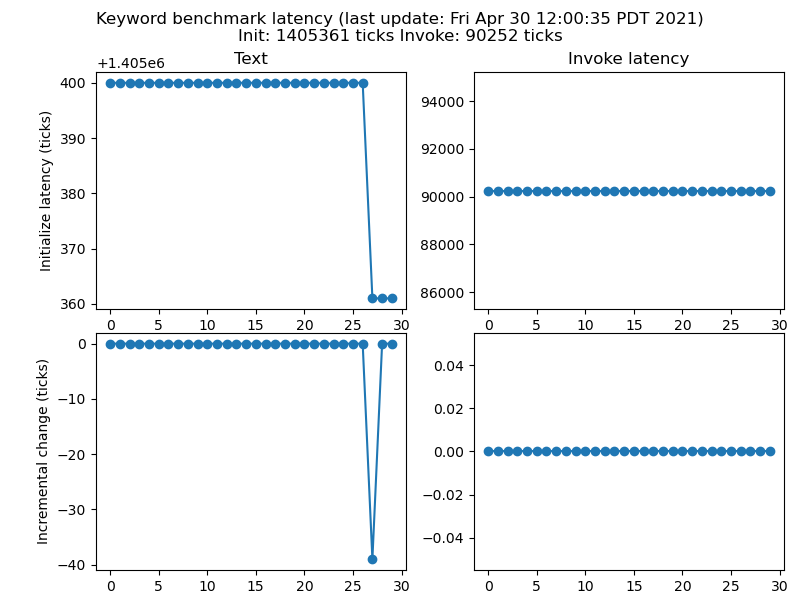 Keyword benchmark latency (last update: Fri Apr 30 12:00:35 PDT 2021)
Init: 1405361 ticks Invoke: 90252 ticks
Text
+1.405e6
Initialize latency (ticks)
400
390
380
370
360
0 5 10 15 20 25 30
Invoke latency
94000
92000
90000
88000
86000
0 5 10 15 20 25 30
Incremental change (ticks)
0
−10
−20
−30
−40
0 5 10 15 20 25 30
0.04
0.02
0.00
−0.02
−0.04
0 5 10 15 20 25 30